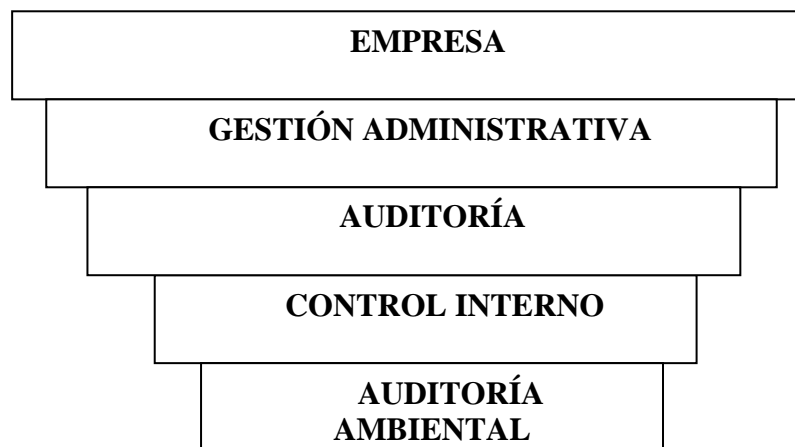 EMPRESA
GESTIÓN ADMINISTRATIVA
AUDITORÍA
CONTROL INTERNO
AUDITORÍA
AMBIENTAL